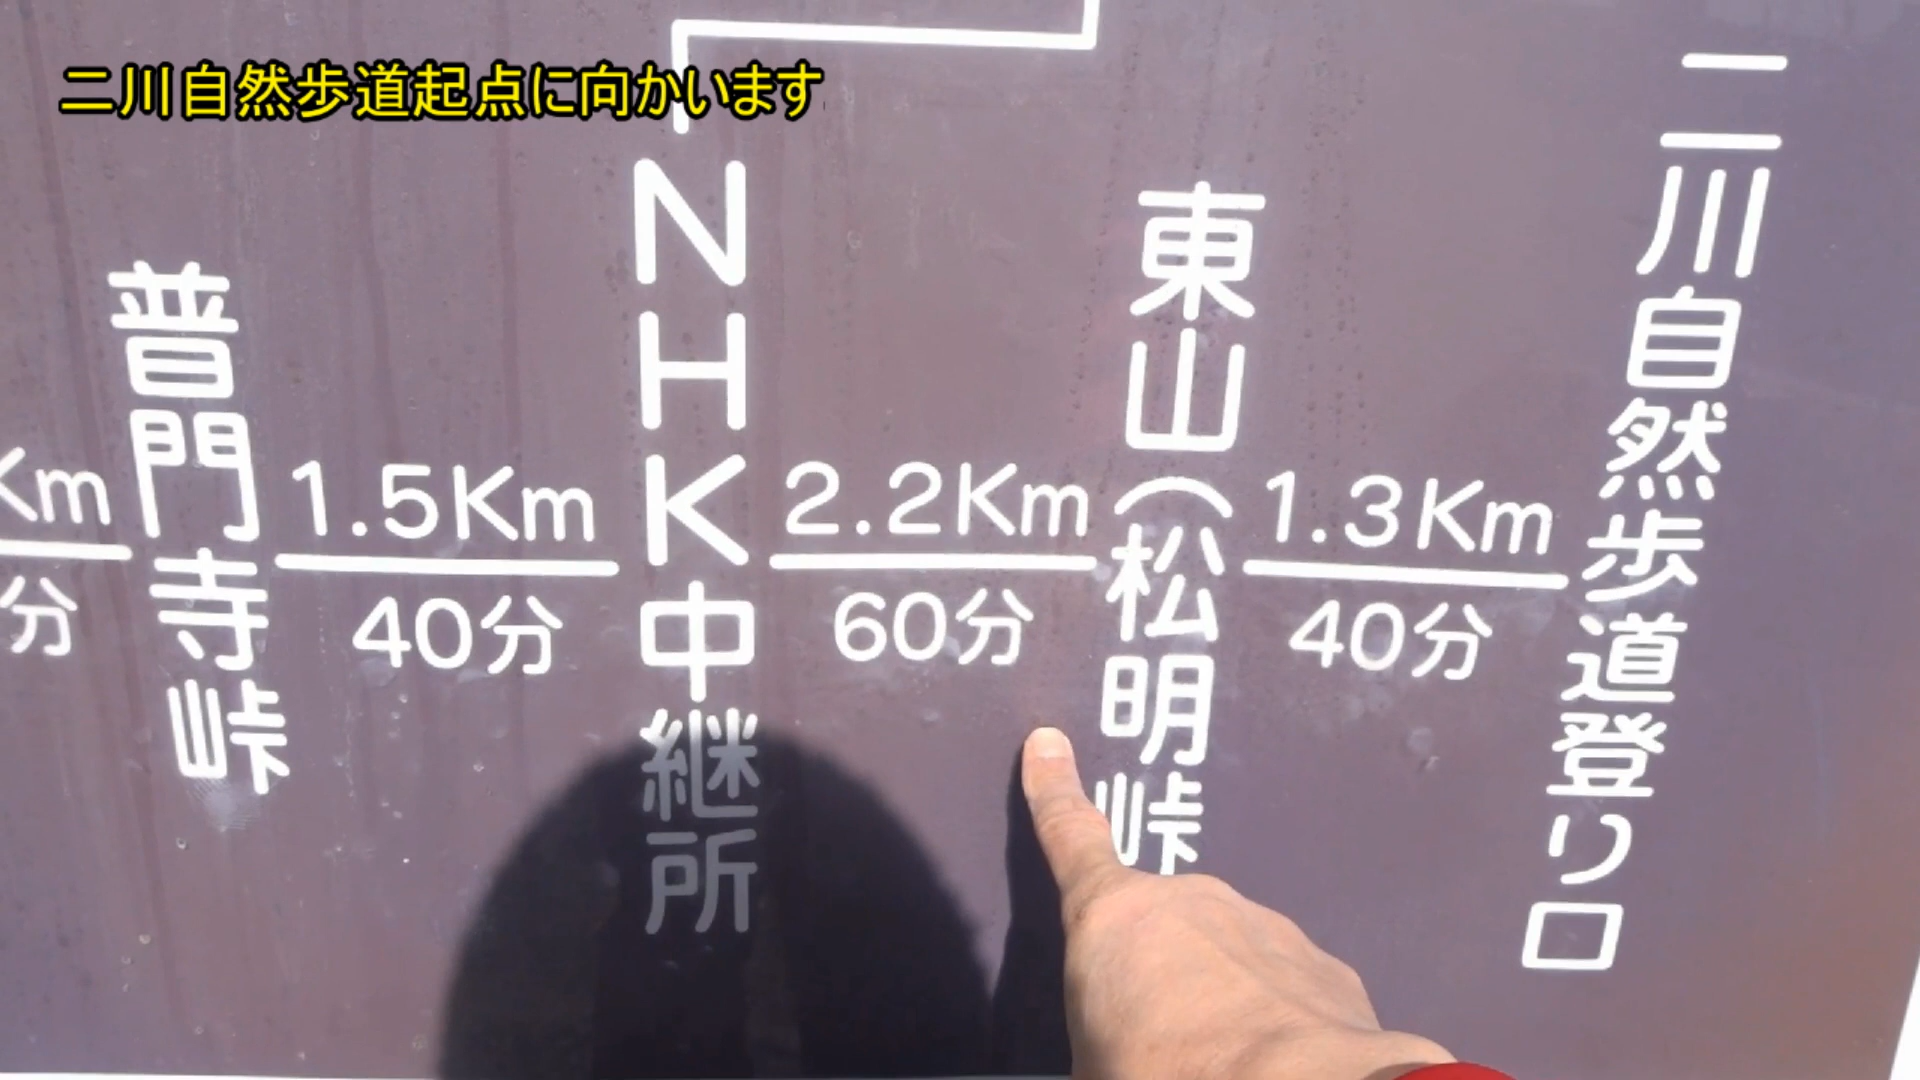 二川自然歩道起点に向かいます
二川自然歩道登り口
1.3Km
40分
東山(松明峠
2.2Km
60分
NHK中継所
1.5Km
40分
普門寺峠
Km
分